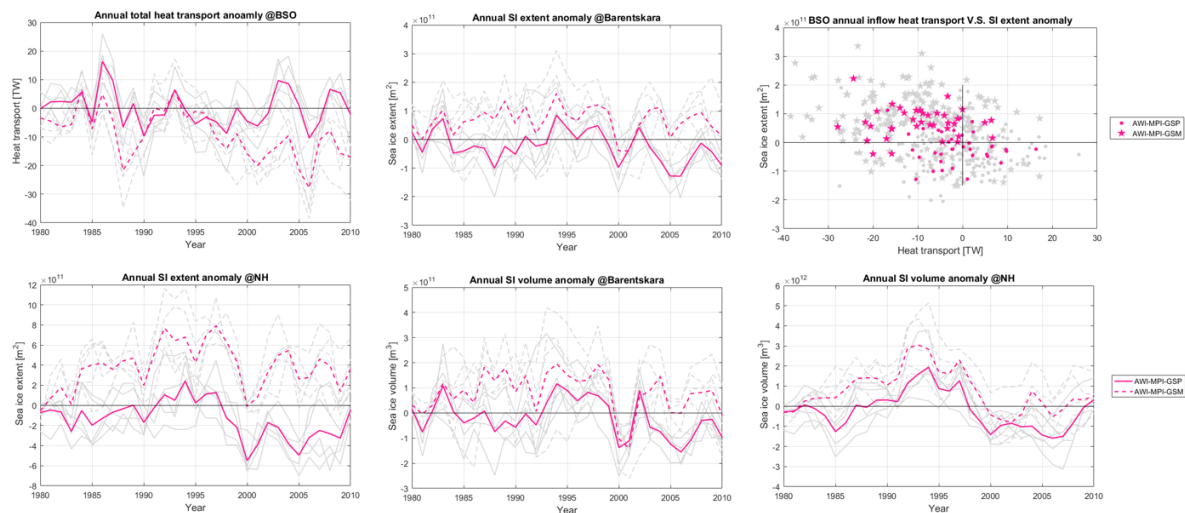 Annual total heat transport anoamly @BSO
Heat transport [TW]
30
20
10
0
-10
-20
-30
-40
1980 1985 1990 1995 2000 2005 2010
Year
Annual SI extent anomaly @Barentskara
×10^11
Sea ice extent [m²]
4
3
2
1
0
-1
-2
-3
1980 1985 1990 1995 2000 2005 2010
Year
BSO annual inflow heat transport V.S. SI extent anomaly
×10^11
Sea ice extent [m²]
4
3
2
1
0
-1
-2
-3
-40 -30 -20 -10 0 10 20 30
Heat transport [TW]
AWI-MPI-GSP
AWI-MPI-GSM
Annual SI extent anomaly @NH
×10^11
Sea ice extent [m²]
12
10
8
6
4
2
0
-2
-4
-6
-8
1980 1985 1990 1995 2000 2005 2010
Year
Annual SI volume anomaly @Barentskara
×10^11
Sea ice volume [m³]
5
4
3
2
1
0
-1
-2
-3
1980 1985 1990 1995 2000 2005 2010
Year
Annual SI volume anomaly @NH
×10^12
Sea ice volume [m³]
6
5
4
3
2
1
0
-1
-2
-3
-4
1980 1985 1990 1995 2000 2005 2010
Year
AWI-MPI-GSP
AWI-MPI-GSM